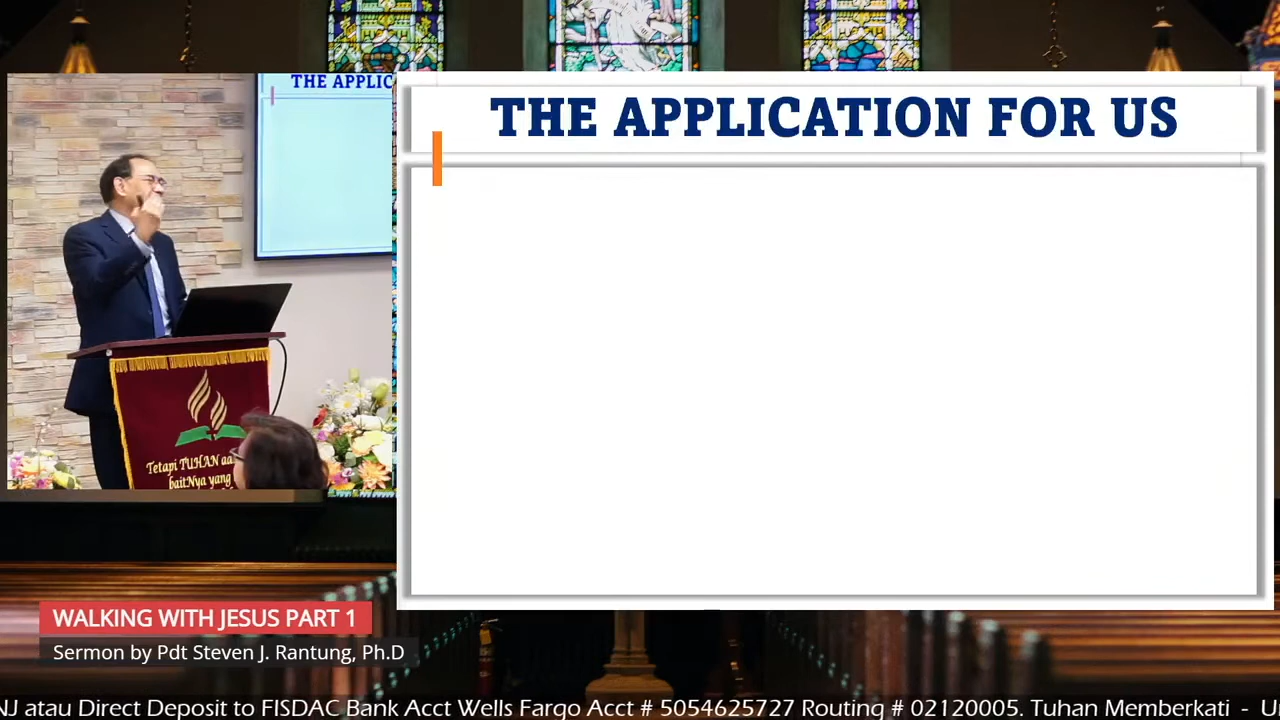 THE APPLIC
THE APPLICATION FOR US
Tetapi TUHAN
baitNya yang
WALKING WITH JESUS PART 1
Sermon by Pdt Steven J. Rantung, Ph.D
NJ atau Direct Deposit to FISDAC Bank Acct Wells Fargo Acct # 5054625727 Routing # 02120005. Tuhan Memberkati - U